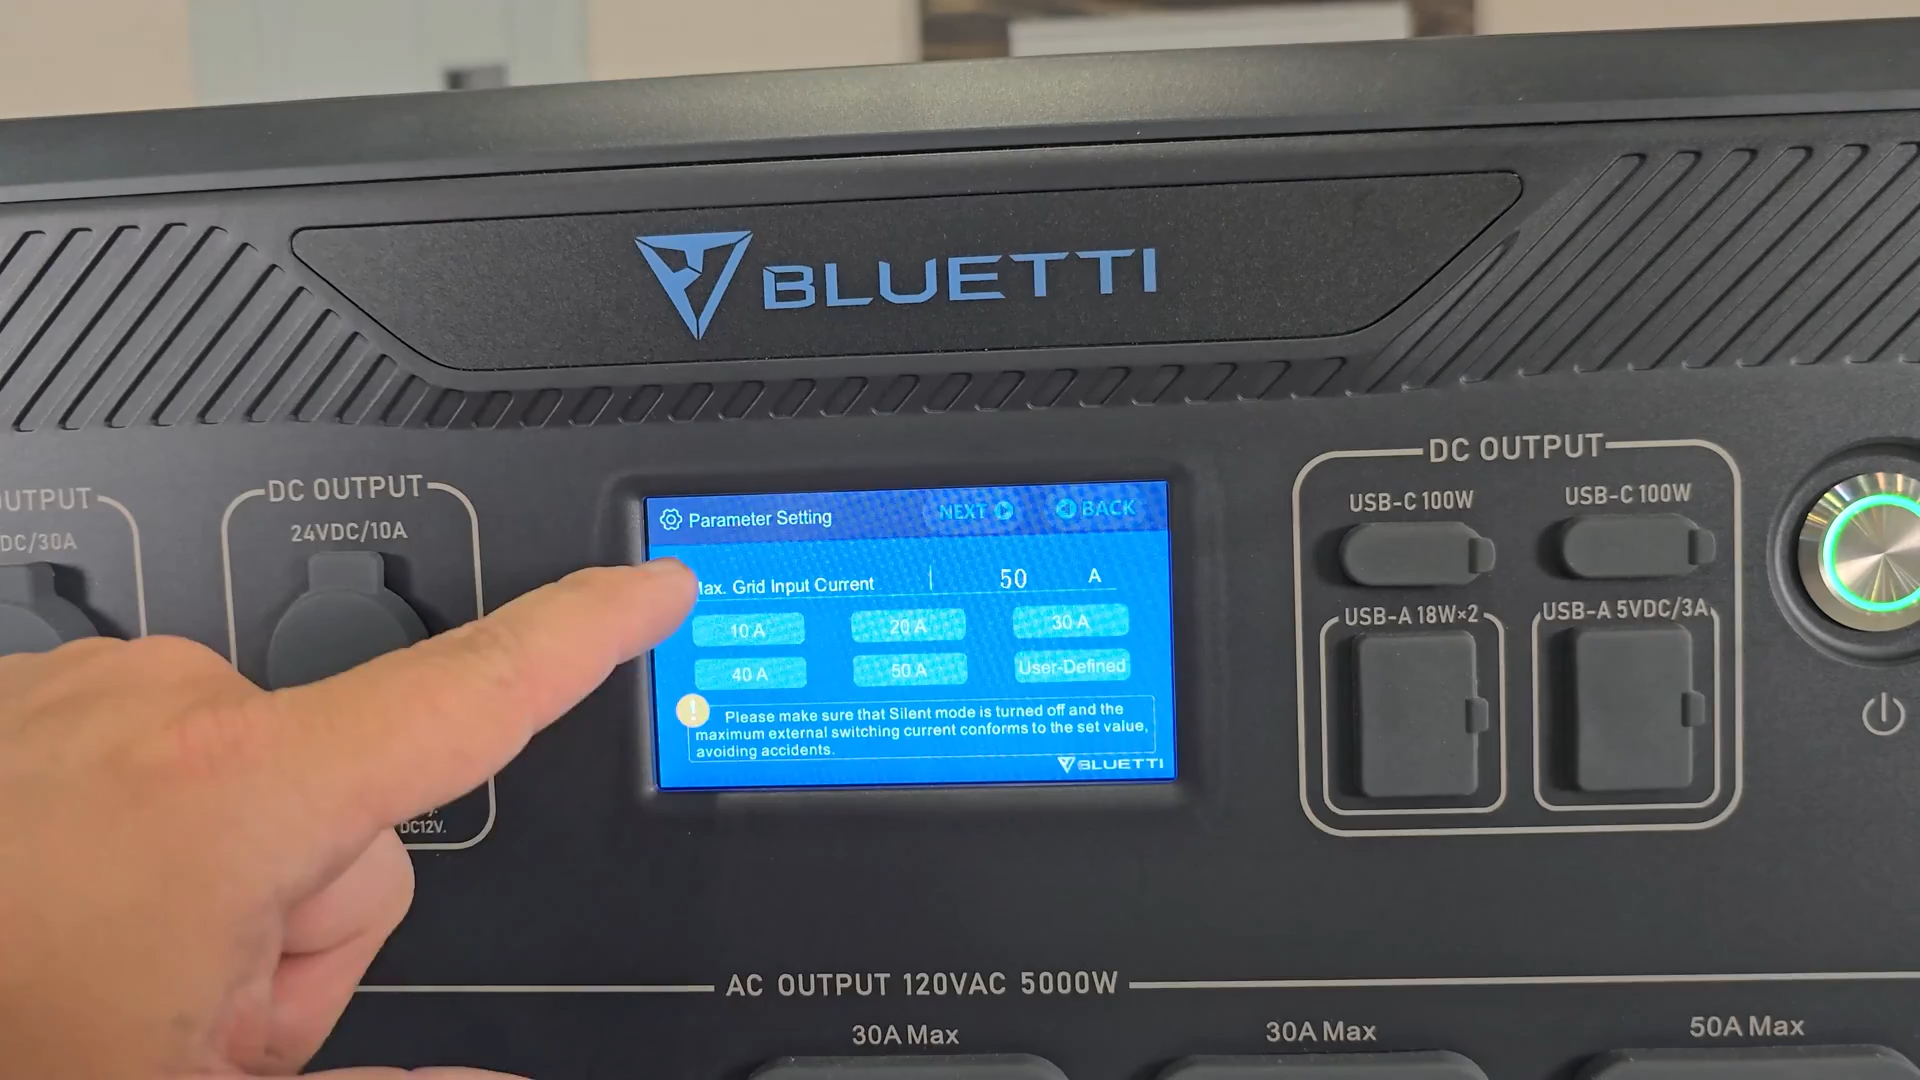 BLUETTI
OUTPUT
DC/30A
DC OUTPUT
24VDC/10A
DC12V.
Parameter Setting
NEXT
BACK
Max. Grid Input Current
50
A
10 A
20 A
30 A
40 A
50 A
User-Defined
Please make sure that Silent mode is turned off and the
maximum external switching current conforms to the set value,
avoiding accidents.
BLUETTI
DC OUTPUT
USB-C 100W
USB-C 100W
USB-A 18W×2
USB-A 5VDC/3A
AC OUTPUT 120VAC 5000W
30A Max
30A Max
50A Max